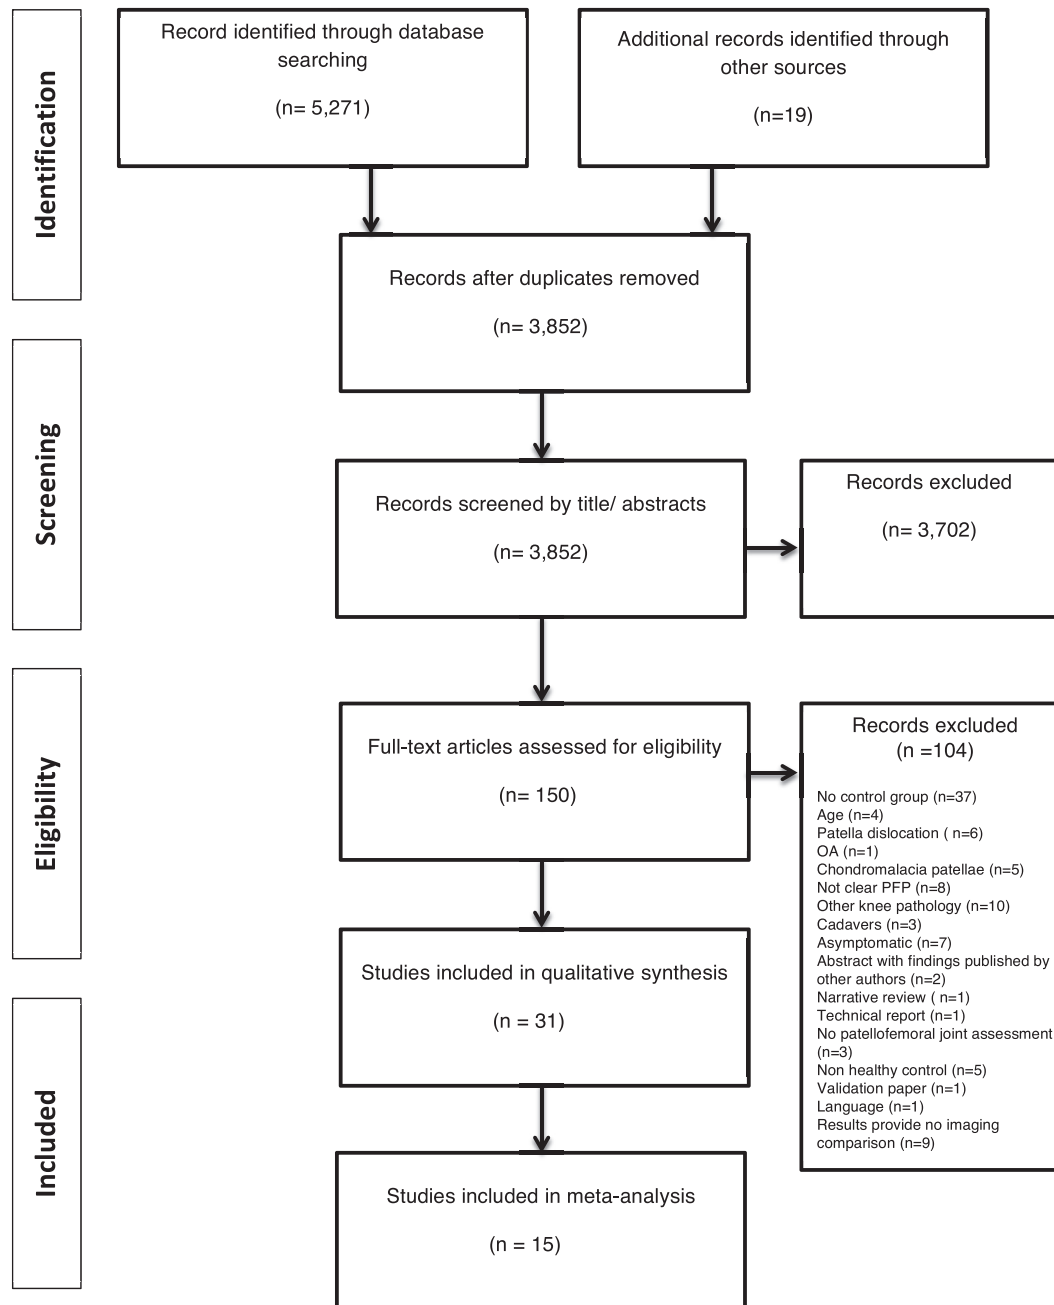 Identification
Record identified through database
searching
(n= 5,271)
Additional records identified through
other sources
(n=19)
Records after duplicates removed
(n= 3,852)
Screening
Records screened by title/ abstracts
(n= 3,852)
Records excluded
(n= 3,702)
Eligibility
Full-text articles assessed for eligibility
(n= 150)
Records excluded
(n =104)
No control group (n=37)
Age (n=4)
Patella dislocation ( n=6)
OA (n=1)
Chondromalacia patellae (n=5)
Not clear PFP (n=8)
Other knee pathology (n=10)
Cadavers (n=3)
Asymptomatic (n=7)
Abstract with findings published by
other authors (n=2)
Narrative review ( n=1)
Technical report (n=1)
No patellofemoral joint assessment
(n=3)
Non healthy control (n=5)
Validation paper (n=1)
Language (n=1)
Results provide no imaging
comparison (n=9)
Studies included in qualitative synthesis
(n = 31)
Included
Studies included in meta-analysis
(n = 15)